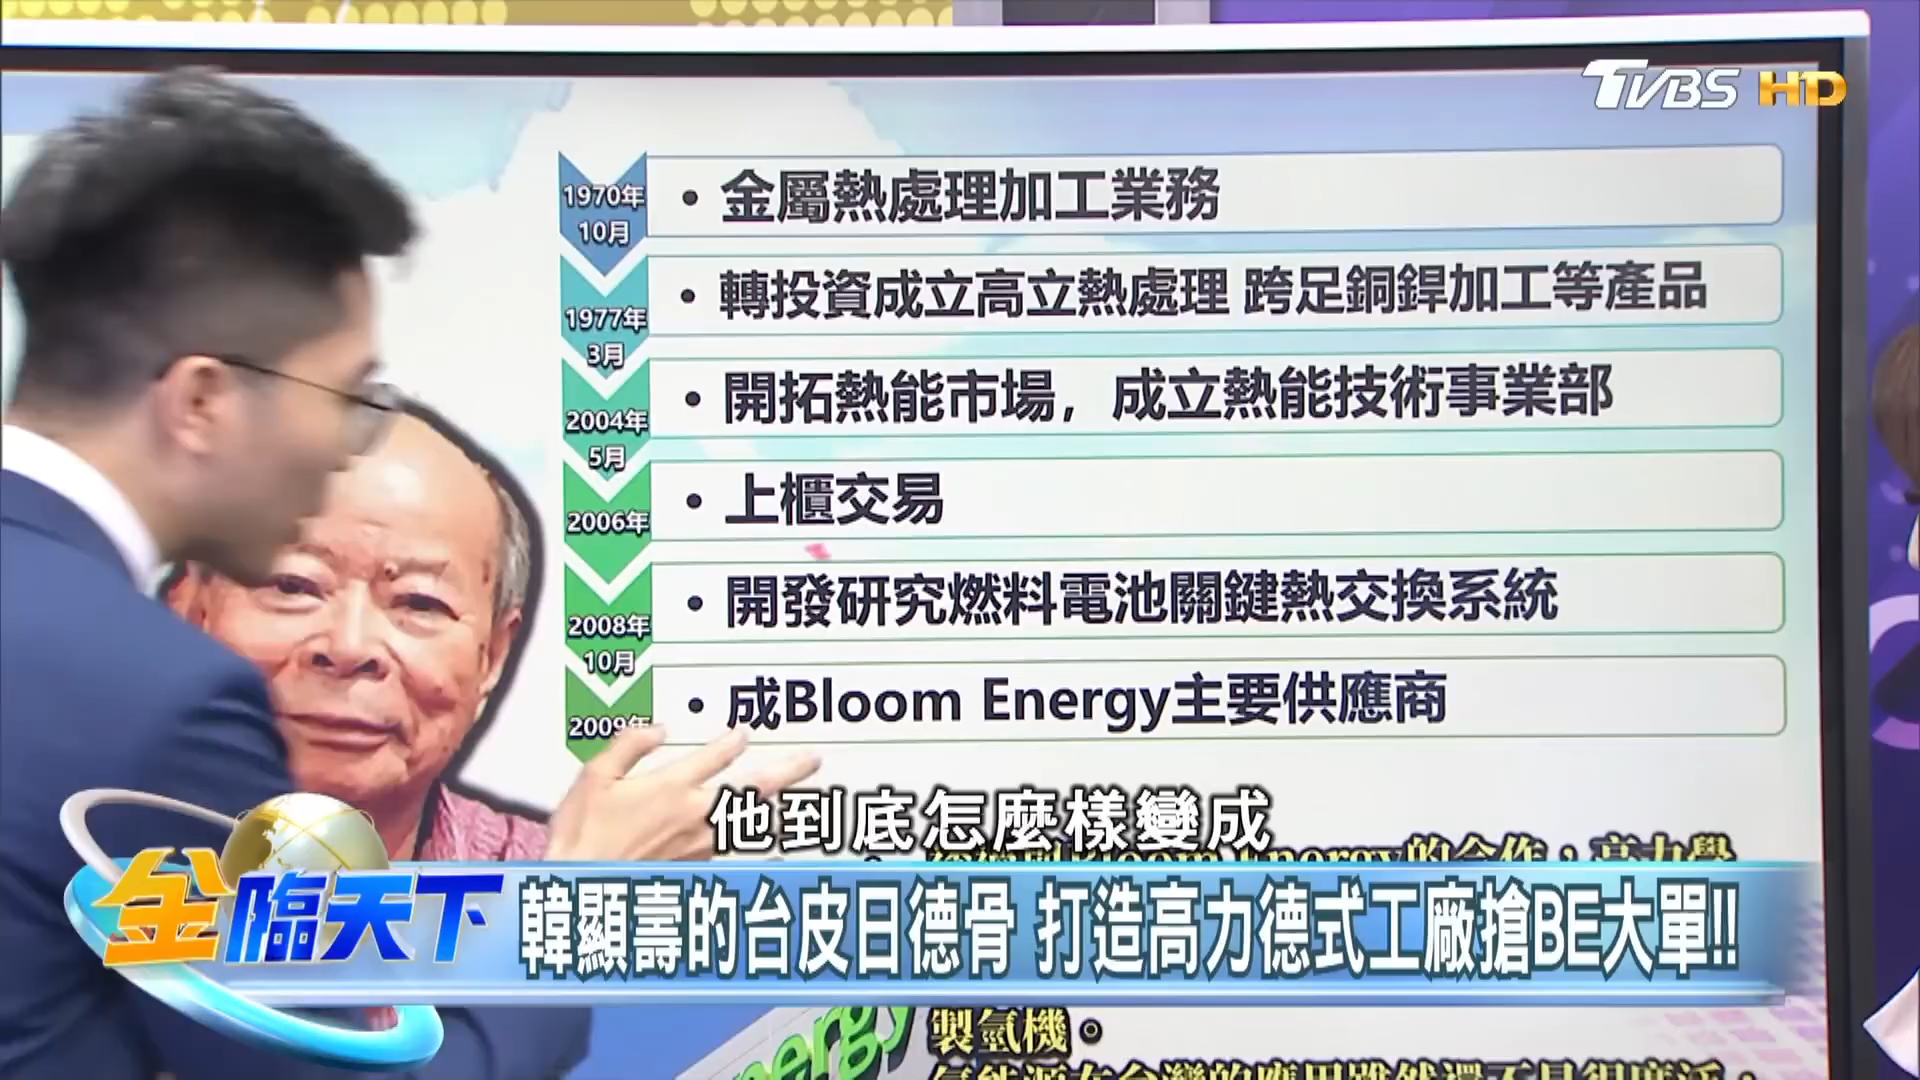 TVBS HD
1970年
10月
• 金屬熱處理加工業務
1977年
3月
• 轉投資成立高立熱處理 跨足銅銲加工等產品
2004年
5月
• 開拓熱能市場，成立熱能技術事業部
2006年
• 上櫃交易
2008年
10月
• 開發研究燃料電池關鍵熱交換系統
2009年
• 成Bloom Energy主要供應商
他到底怎麼樣變成
金臨天下
韓顯壽的台皮日德骨 打造高力德式工廠搶BE大單!!
製氫機。